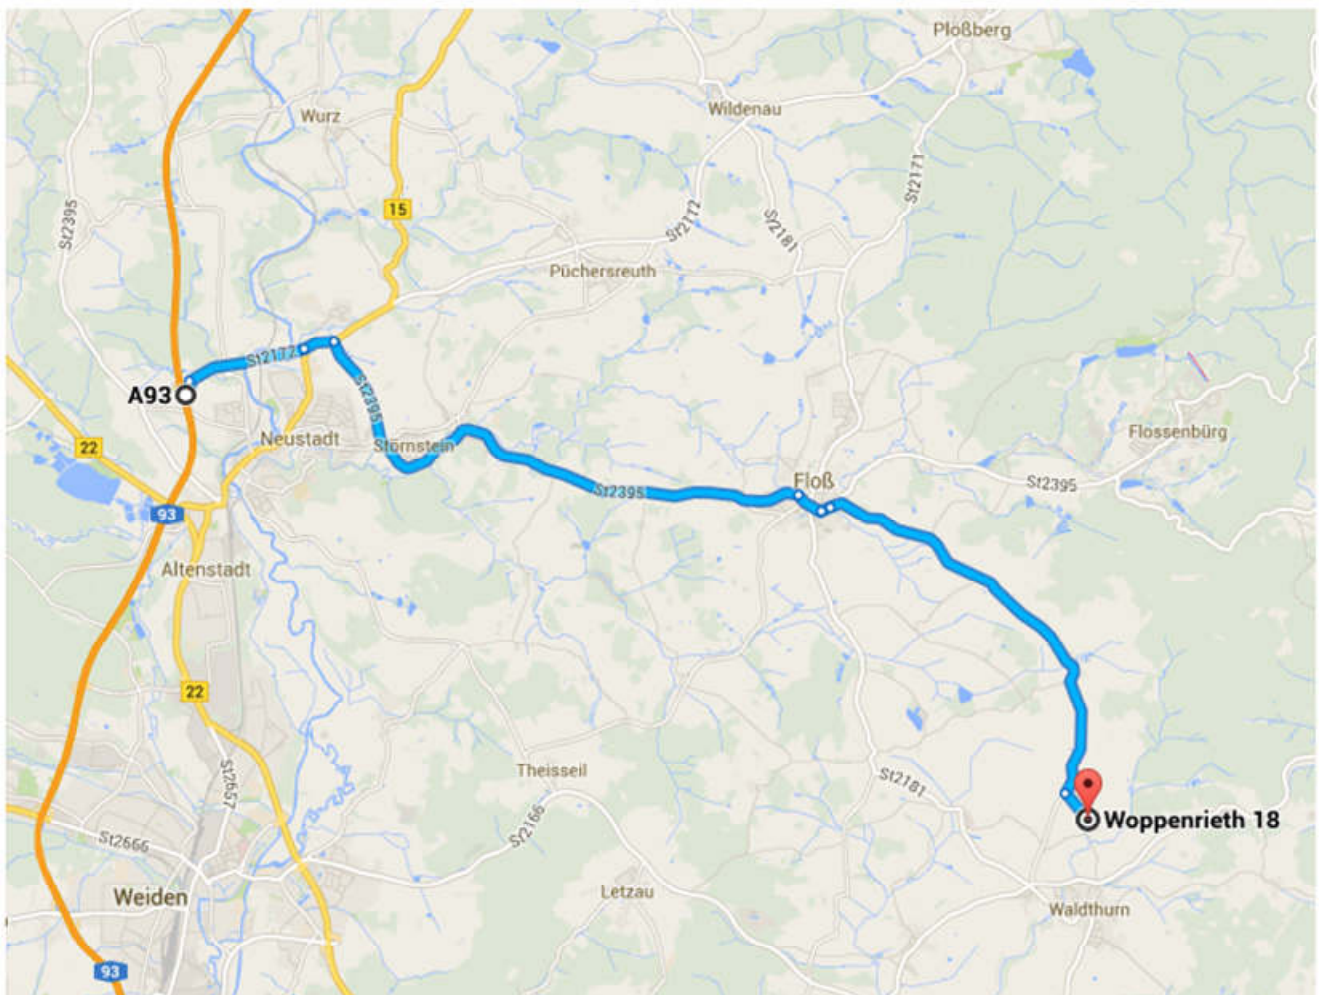 Ploßberg
Wildenau
Wurz
St2171
St2395
15
St2172
St2181
Püchersreuth
St2172
A93
St2395
Neustadt
Störnstein
Flossenbürg
22
Floß
St2395
St2395
93
Altenstadt
22
Theisseil
St2657
St2181
Woppenrieth 18
St2166
St2666
Weiden
Letzau
Waldthurn
93